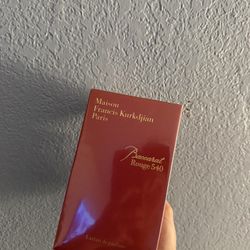 Maison
Francis Kurkdjian
Paris
Baccarat
Rouge 540
Extrait de parfum